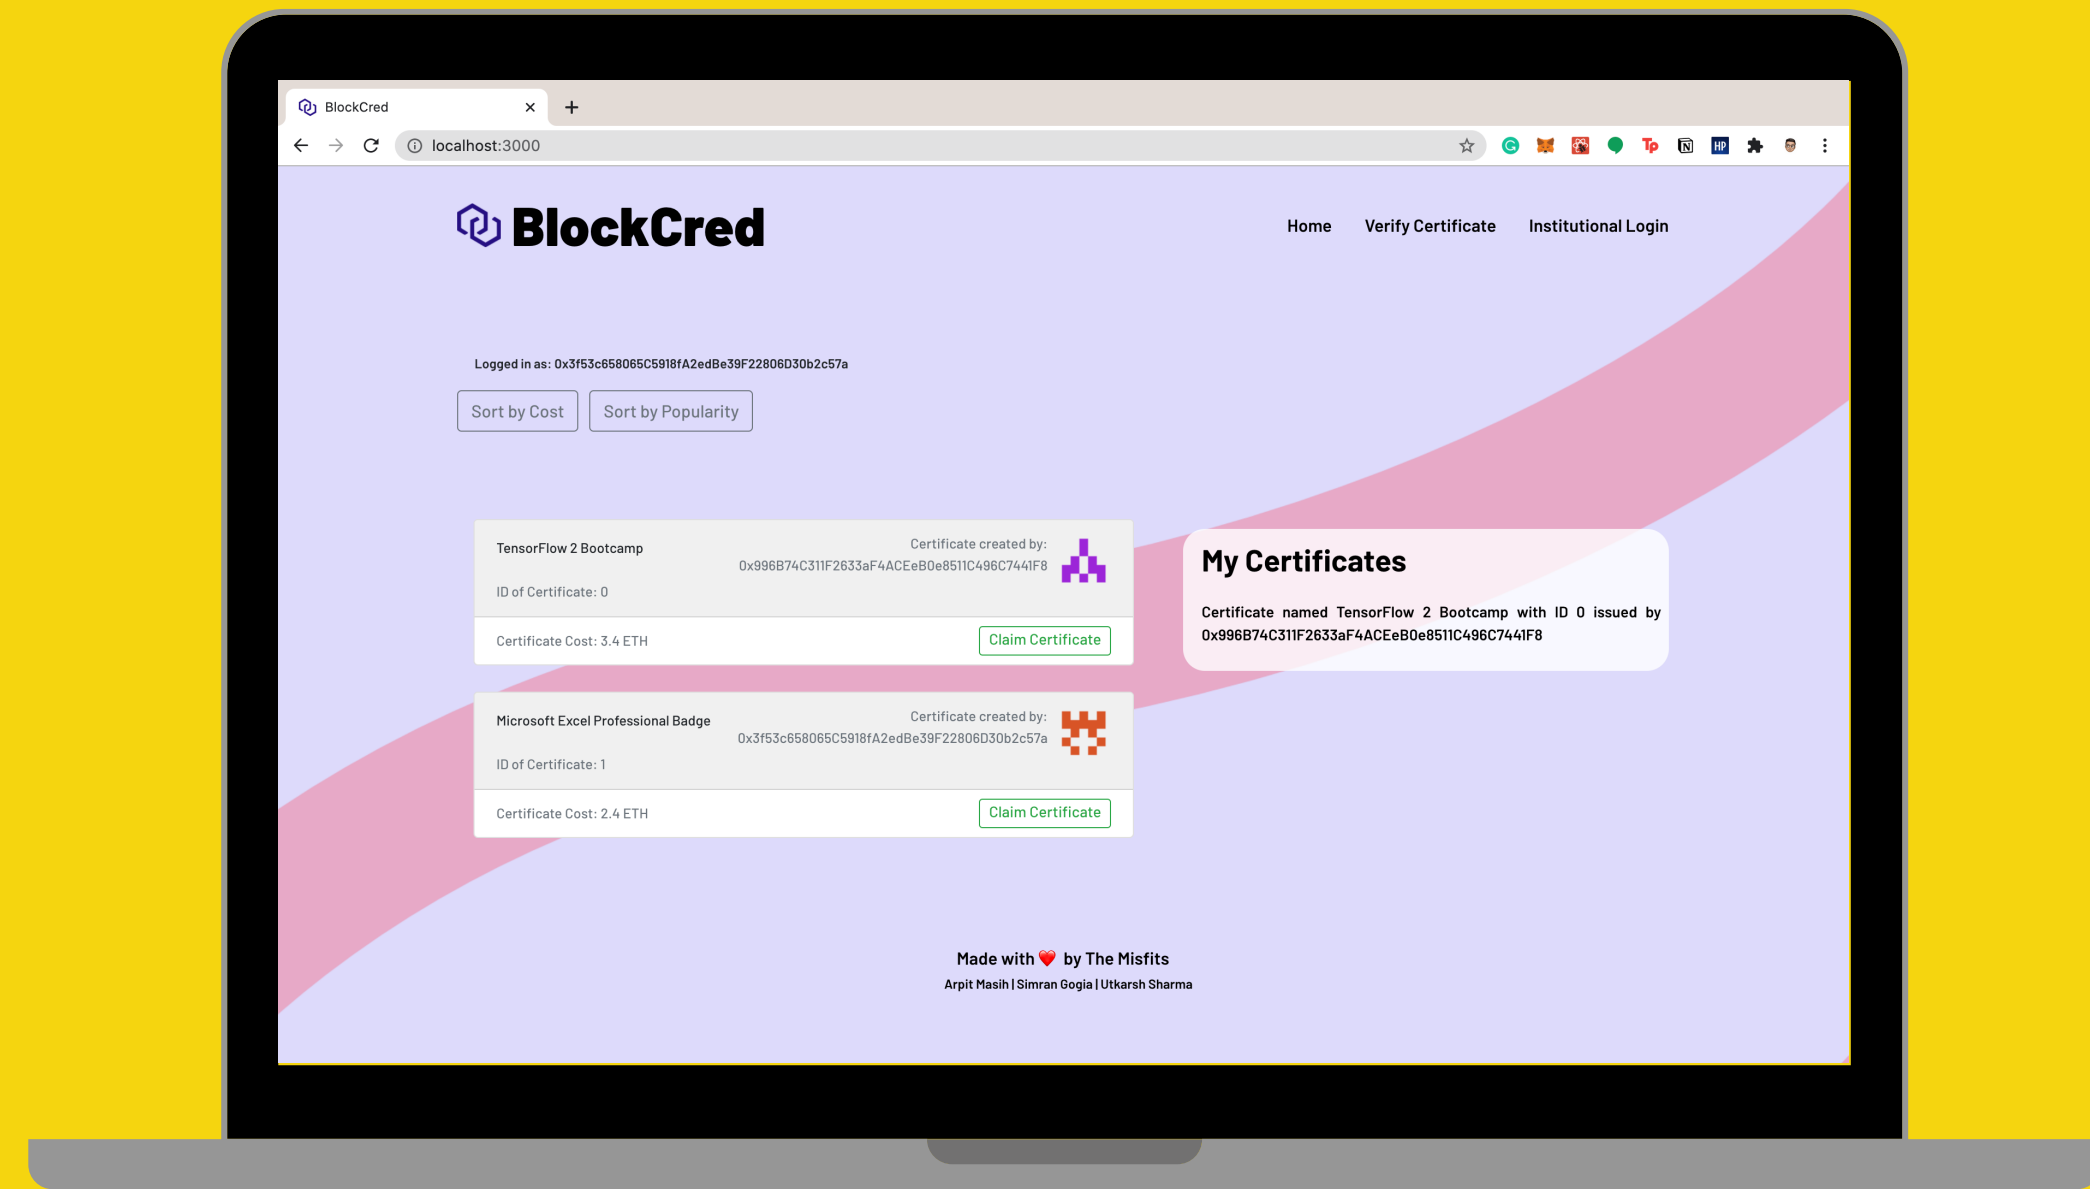 BlockCred
localhost:3000
Tp
N
HP
BlockCred
Home Verify Certificate Institutional Login
Logged in as: 0x3f53c658065C5918fA2edBe39F22806D30b2c57a
Sort by Cost Sort by Popularity
TensorFlow 2 Bootcamp
Certificate created by:
0x996B74C311F2633aF4ACEeB0e8511C496C7441F8
ID of Certificate: 0
Certificate Cost: 3.4 ETH
Claim Certificate
Microsoft Excel Professional Badge
Certificate created by:
0x3f53c658065C5918fA2edBe39F22806D30b2c57a
ID of Certificate: 1
Certificate Cost: 2.4 ETH
Claim Certificate
My Certificates
Certificate named TensorFlow 2 Bootcamp with ID 0 issued by
0x996B74C311F2633aF4ACEeB0e8511C496C7441F8
Made with ❤️ by The Misfits
Arpit Masih | Simran Gogia | Utkarsh Sharma